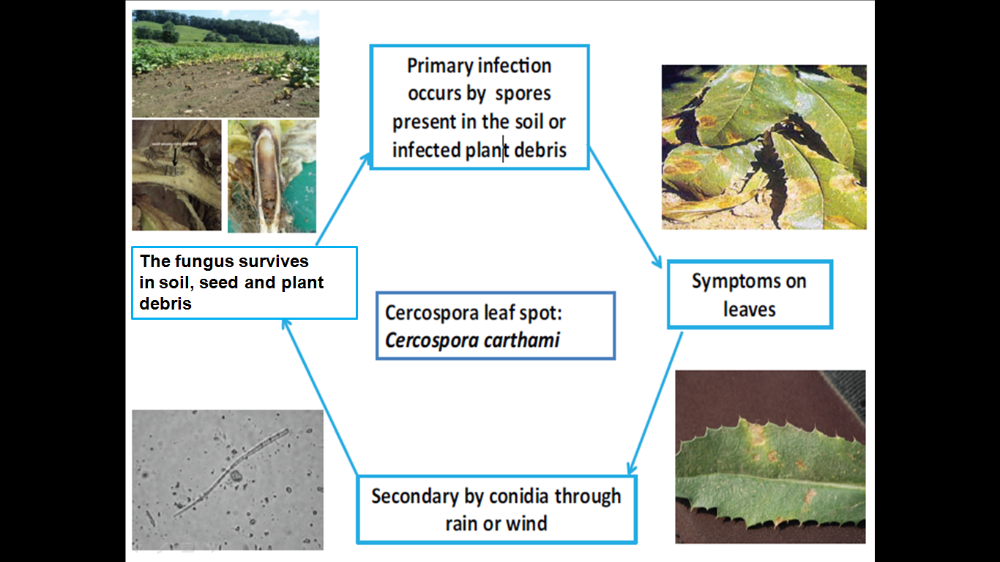 Primary infection
occurs by spores
present in the soil or
infected plant debris
The fungus survives
in soil, seed and plant
debris
Symptoms on
leaves
Cercospora leaf spot:
Cercospora carthami
Secondary by conidia through
rain or wind